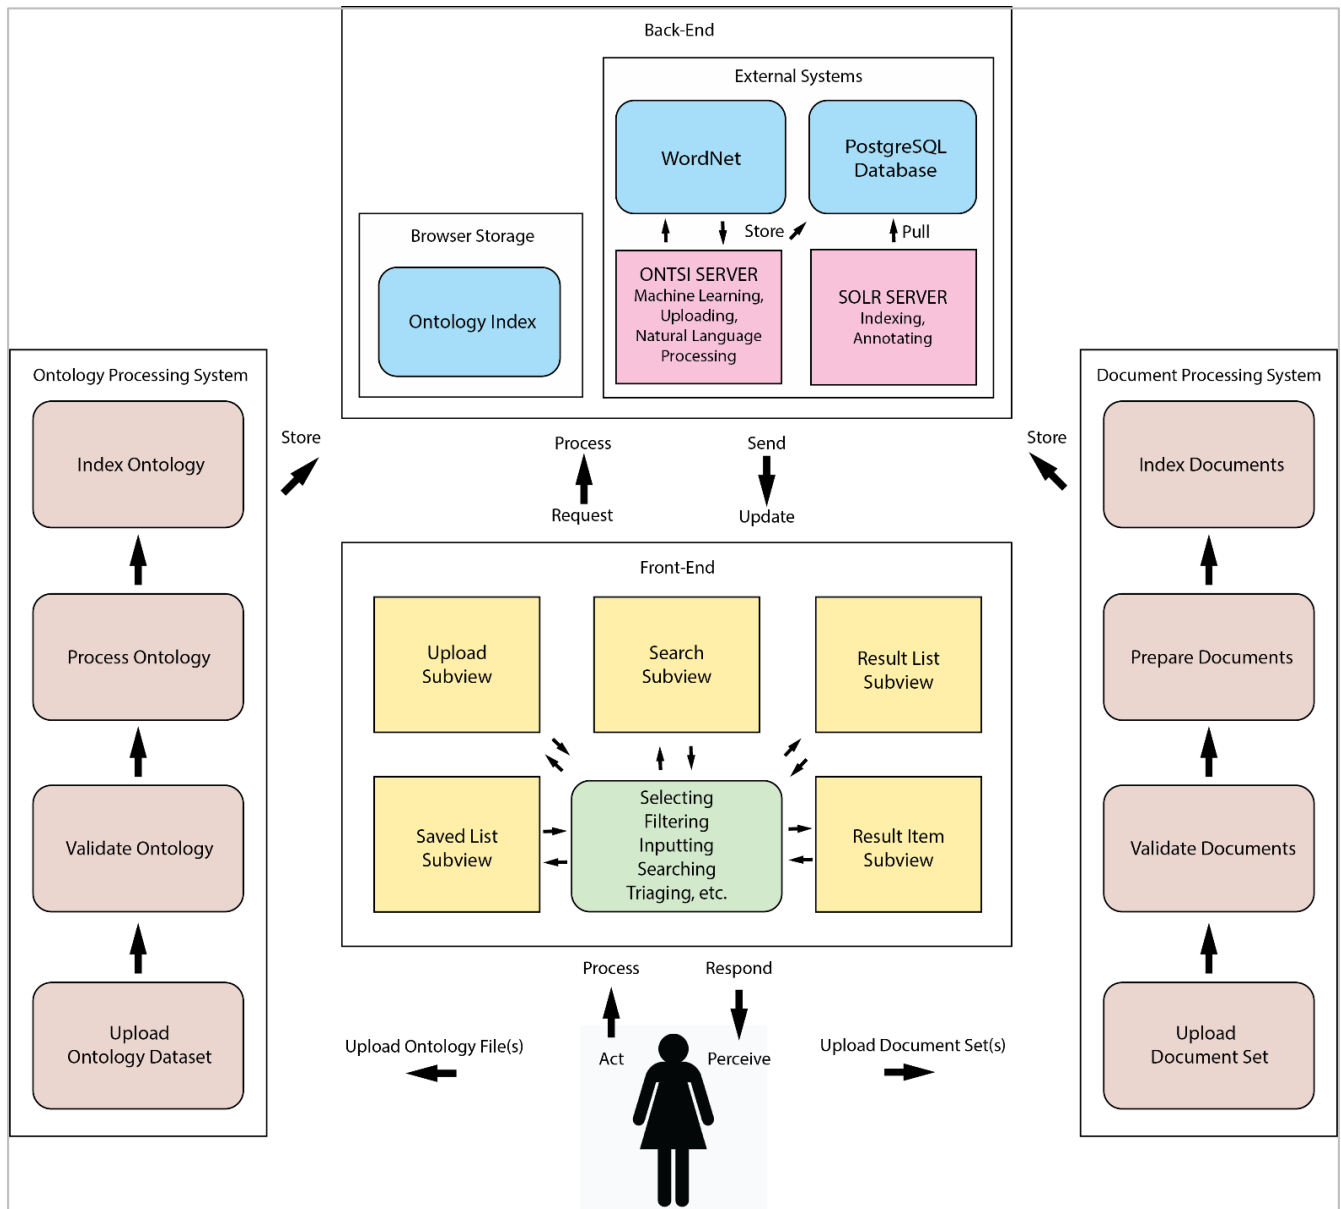 Back-End
External Systems
WordNet
PostgreSQL
Database
Store
Pull
Browser Storage
Ontology Index
ONTSI SERVER
Machine Learning,
Uploading,
Natural Language
Processing
SOLR SERVER
Indexing,
Annotating
Ontology Processing System
Index Ontology
Process Ontology
Validate Ontology
Upload
Ontology Dataset
Store
Process
Request
Send
Update
Store
Document Processing System
Index Documents
Prepare Documents
Validate Documents
Upload
Document Set
Front-End
Upload
Subview
Search
Subview
Result List
Subview
Saved List
Subview
Selecting
Filtering
Inputting
Searching
Triaging, etc.
Result Item
Subview
Process
Respond
Upload Ontology File(s)
Act
Perceive
Upload Document Set(s)